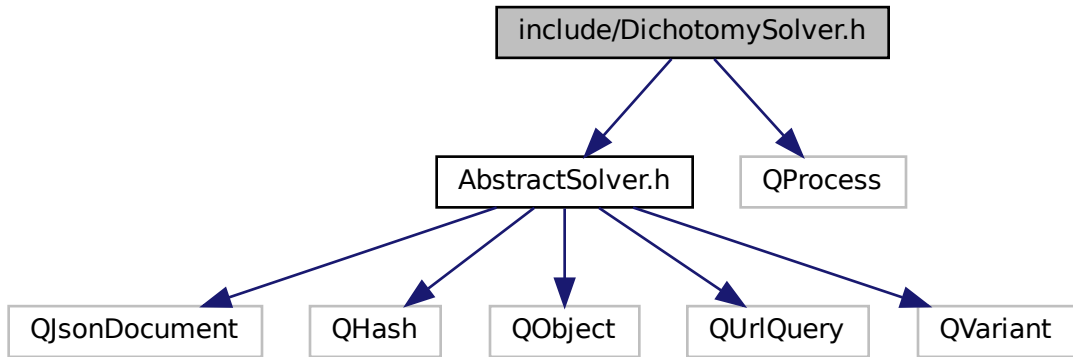 include/DichotomySolver.h
AbstractSolver.h
QProcess
QJsonDocument
QHash
QObject
QUrlQuery
QVariant